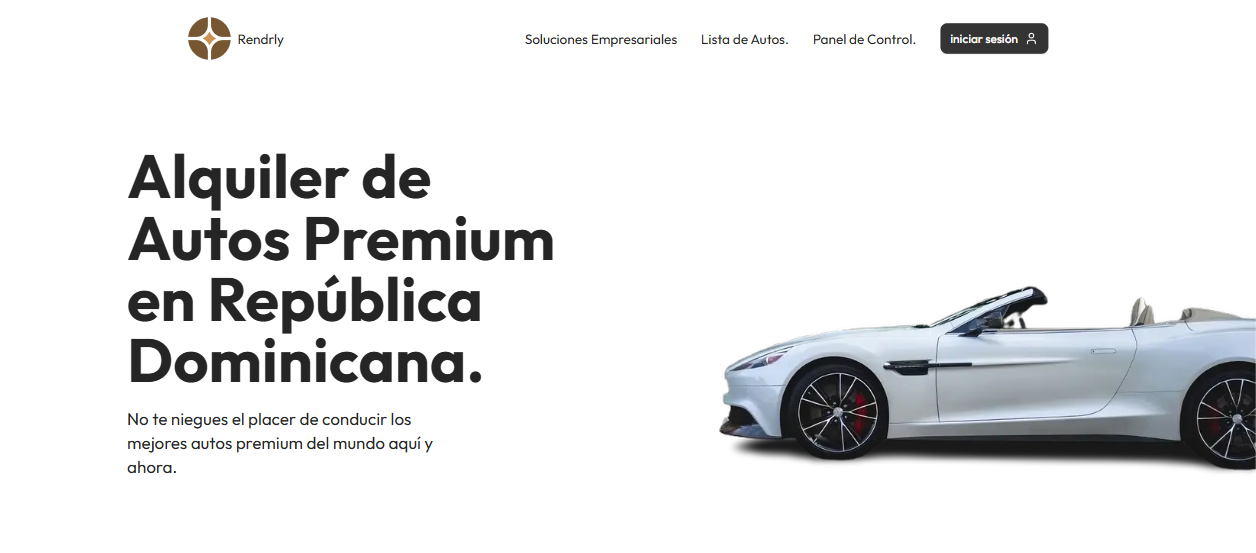 Rendrly
Soluciones Empresariales
Lista de Autos.
Panel de Control.
iniciar sesión
Alquiler de
Autos Premium
en República
Dominicana.
No te niegues el placer de conducir los
mejores autos premium del mundo aquí y
ahora.